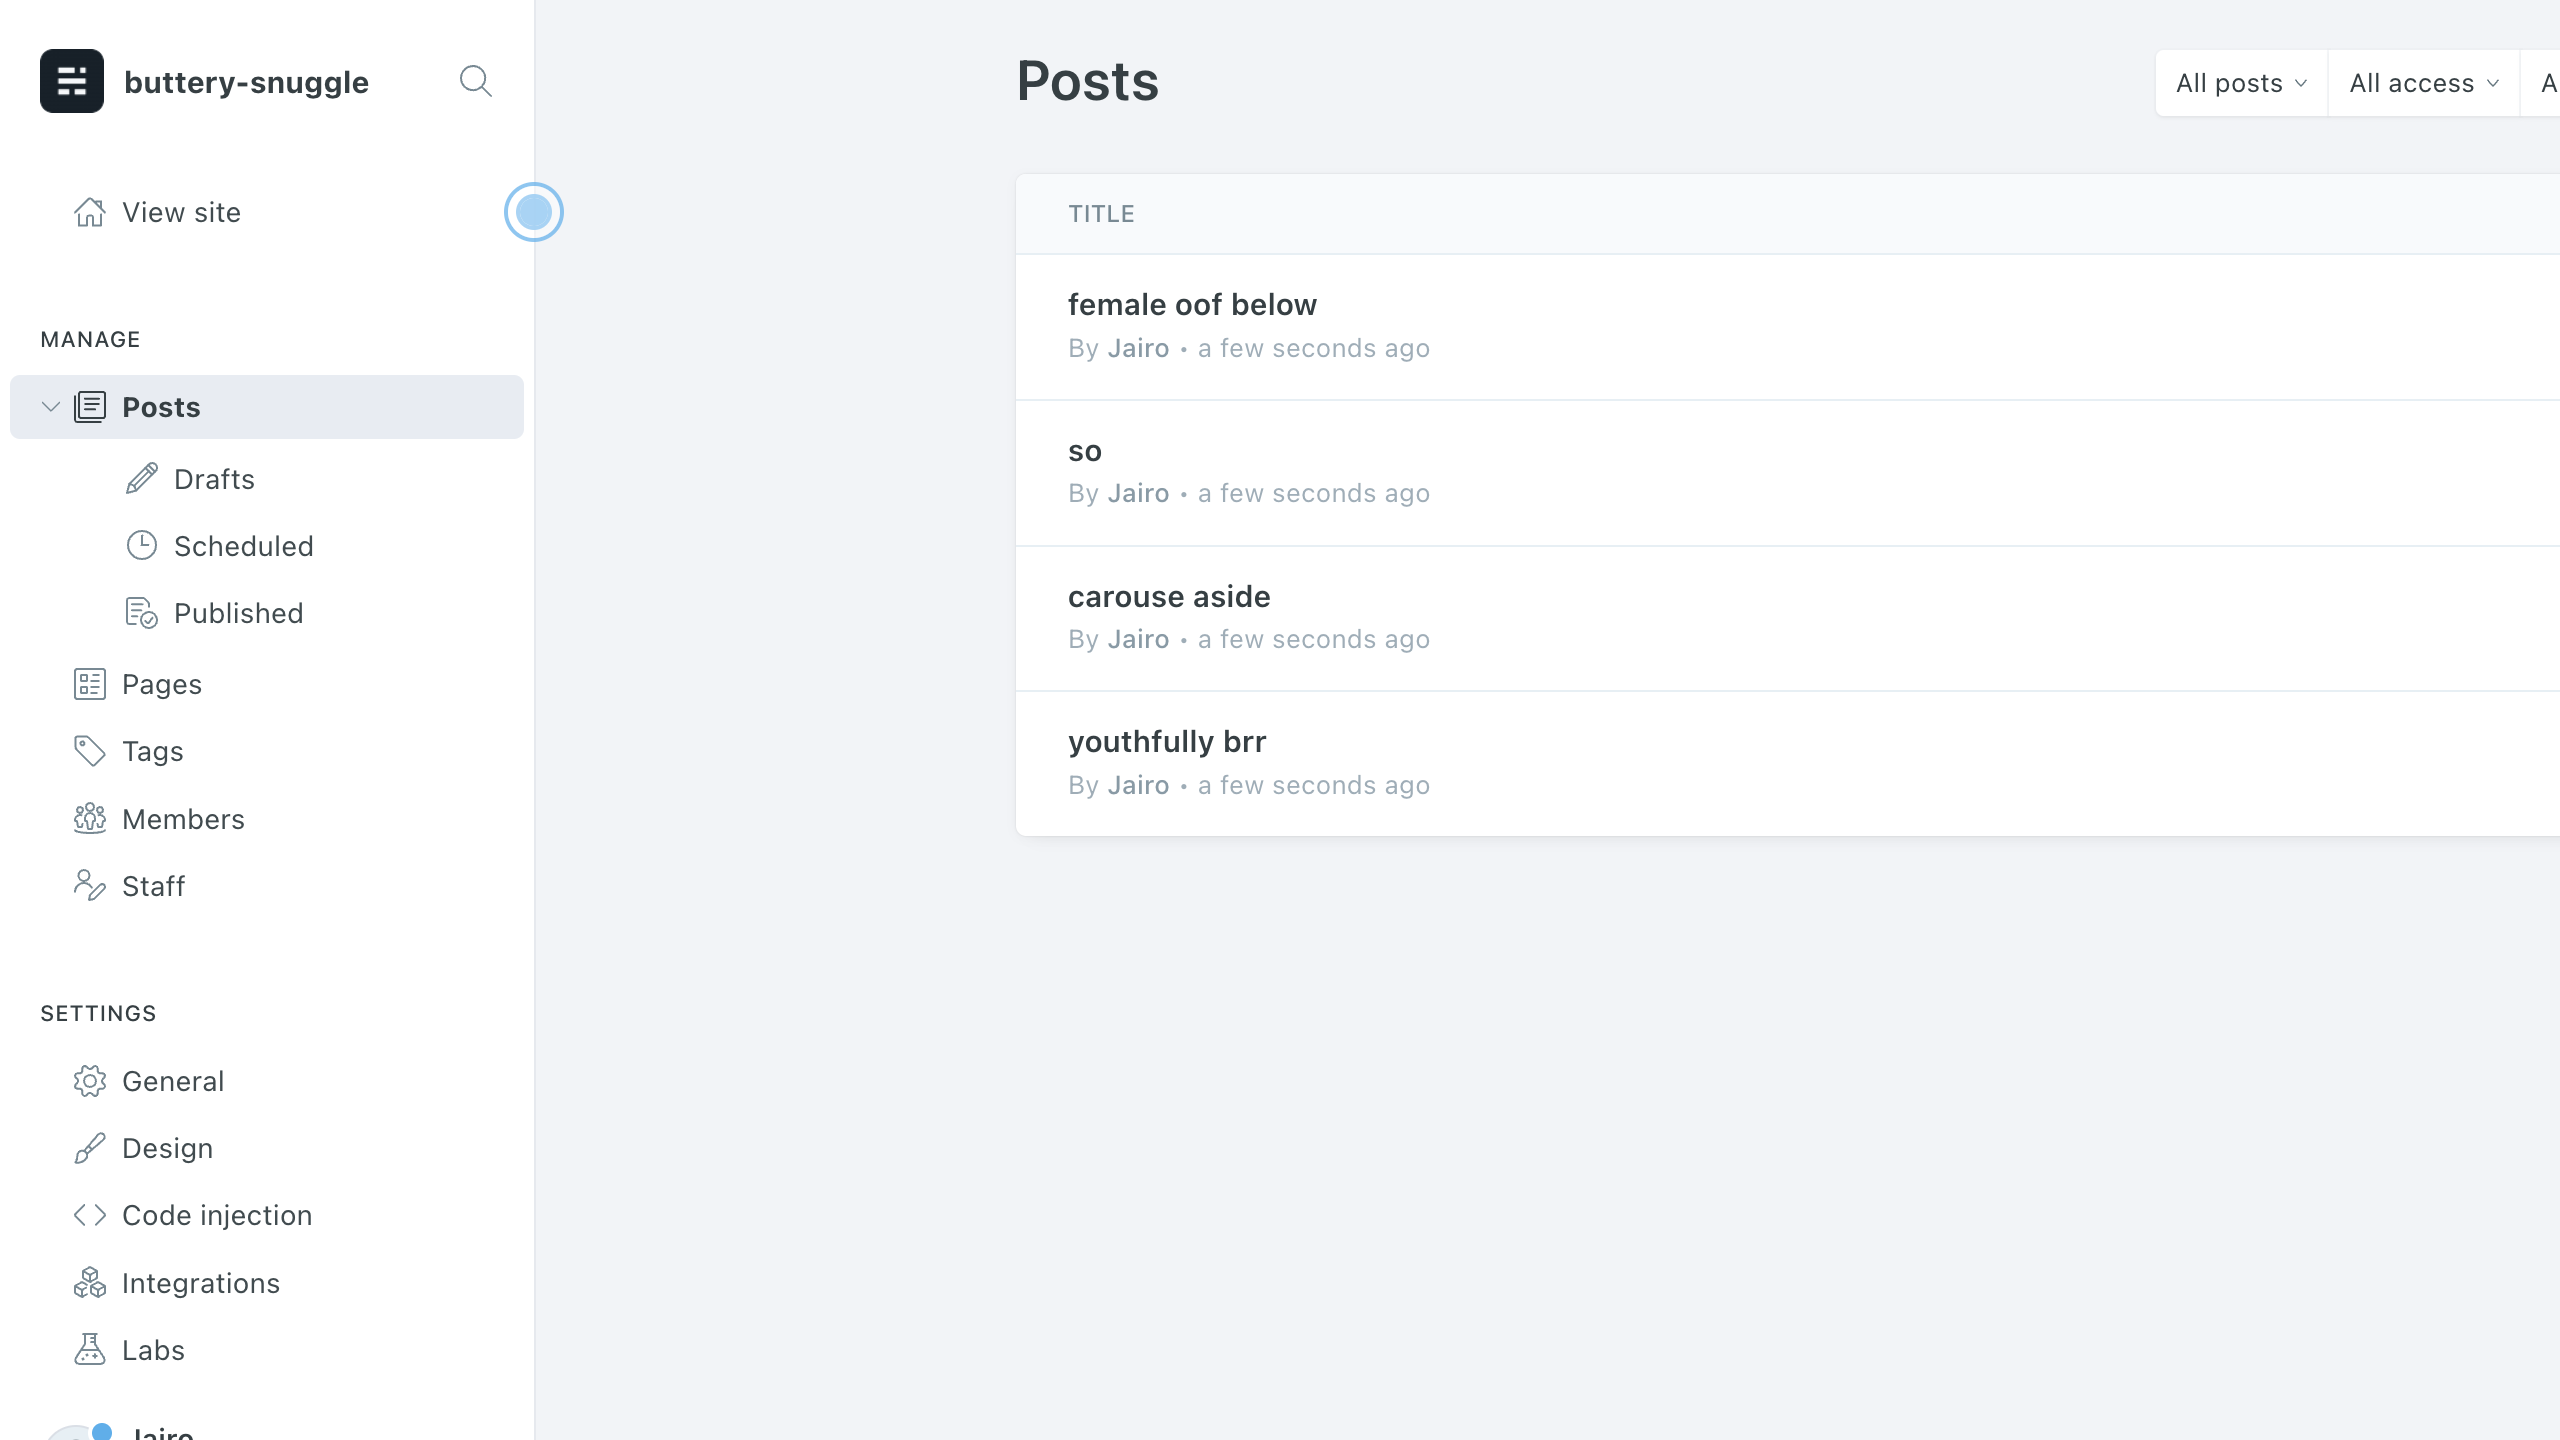 buttery-snuggle
View site
MANAGE
Posts
Drafts
Scheduled
Published
Pages
Tags
Members
Staff
SETTINGS
General
Design
Code injection
Integrations
Labs
Jairo
Posts
All posts
All access
A
TITLE
female oof below
By Jairo • a few seconds ago
so
By Jairo • a few seconds ago
carouse aside
By Jairo • a few seconds ago
youthfully brr
By Jairo • a few seconds ago